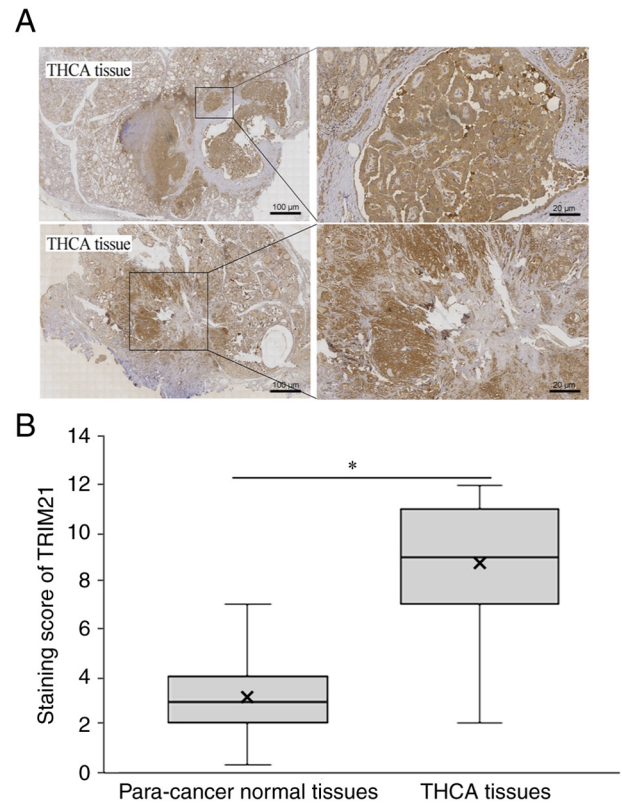 A
THCA tissue
100 µm
20 µm
THCA tissue
100 µm
20 µm
B
14
12
10
8
6
4
2
0
Staining score of TRIM21
*
Para-cancer normal tissues
THCA tissues